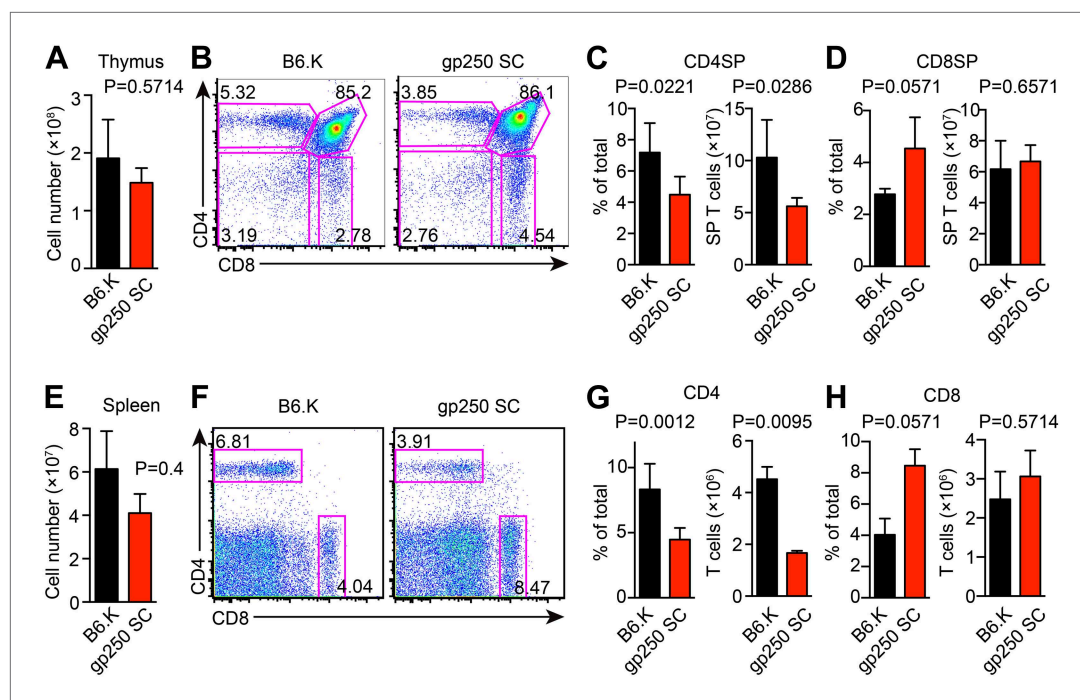 A Thymus
P=0.5714
Cell number (×10⁸)
3
2
1
0
B6.K
gp250 SC
B
B6.K
gp250 SC
5.32
85.2
3.19
2.78
3.85
86.1
2.76
4.54
CD4
CD8
C CD4SP
P=0.0221
P=0.0286
% of total
10
8
6
4
2
0
B6.K
gp250 SC
SP T cells (×10⁷)
15
10
5
0
B6.K
gp250 SC
D CD8SP
P=0.0571
P=0.6571
% of total
6
4
2
0
B6.K
gp250 SC
SP T cells (×10⁷)
10
8
6
4
2
0
B6.K
gp250 SC
E Spleen
P=0.4
Cell number (×10⁷)
8
6
4
2
0
B6.K
gp250 SC
F
B6.K
gp250 SC
6.81
4.04
3.91
8.47
CD4
CD8
G CD4
P=0.0012
P=0.0095
% of total
15
10
5
0
B6.K
gp250 SC
T cells (×10⁶)
6
4
2
0
B6.K
gp250 SC
H CD8
P=0.0571
P=0.5714
% of total
10
8
6
4
2
0
B6.K
gp250 SC
T cells (×10⁶)
5
4
3
2
1
0
B6.K
gp250 SC